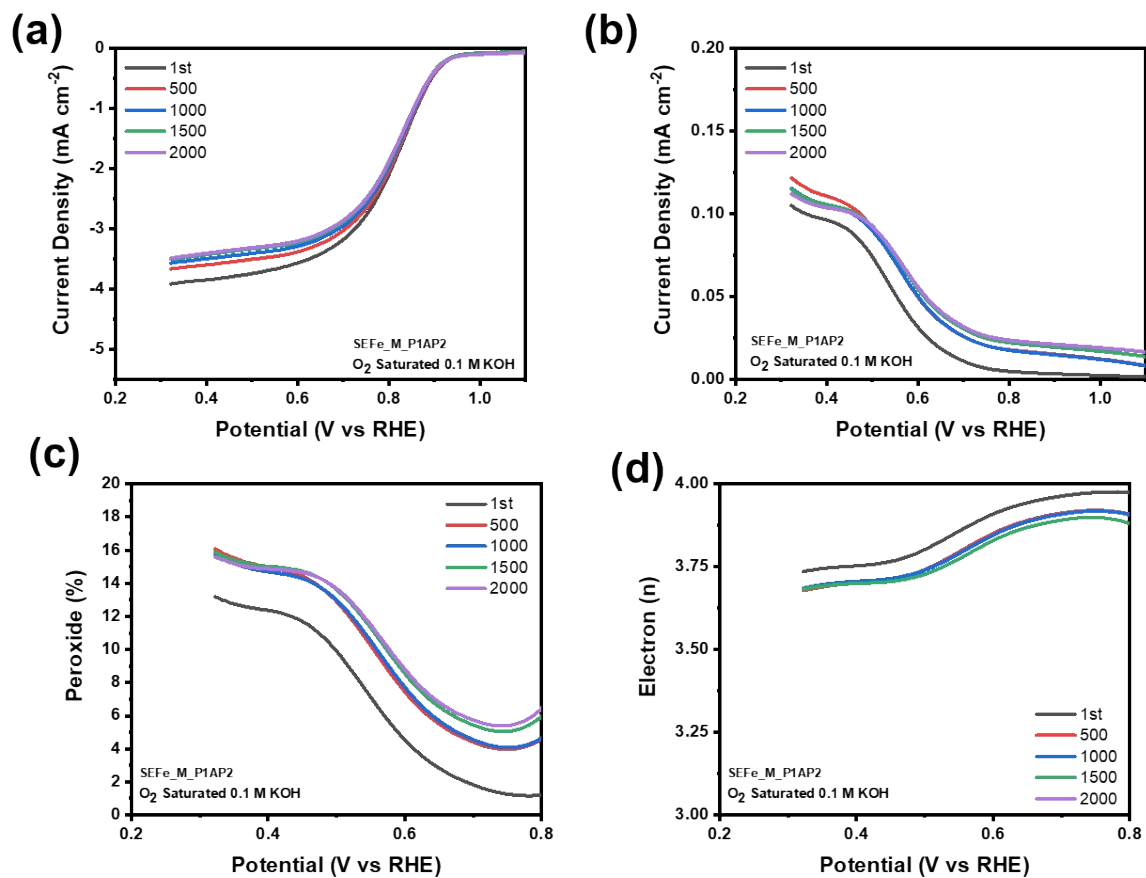 (a)
0
-1
-2
-3
-4
-5
Current Density (mA cm⁻²)
1st
500
1000
1500
2000
SEFe_M_P1AP2
O₂ Saturated 0.1 M KOH
0.2 0.4 0.6 0.8 1.0
Potential (V vs RHE)
(b)
0.20
0.15
0.10
0.05
0.00
Current Density (mA cm⁻²)
1st
500
1000
1500
2000
SEFe_M_P1AP2
O₂ Saturated 0.1 M KOH
0.2 0.4 0.6 0.8 1.0
Potential (V vs RHE)
(c)
20
18
16
14
12
10
8
6
4
2
0
Peroxide (%)
1st
500
1000
1500
2000
SEFe_M_P1AP2
O₂ Saturated 0.1 M KOH
0.2 0.4 0.6 0.8
Potential (V vs RHE)
(d)
4.00
3.75
3.50
3.25
3.00
Electron (n)
1st
500
1000
1500
2000
SEFe_M_P1AP2
O₂ Saturated 0.1 M KOH
0.2 0.4 0.6 0.8
Potential (V vs RHE)